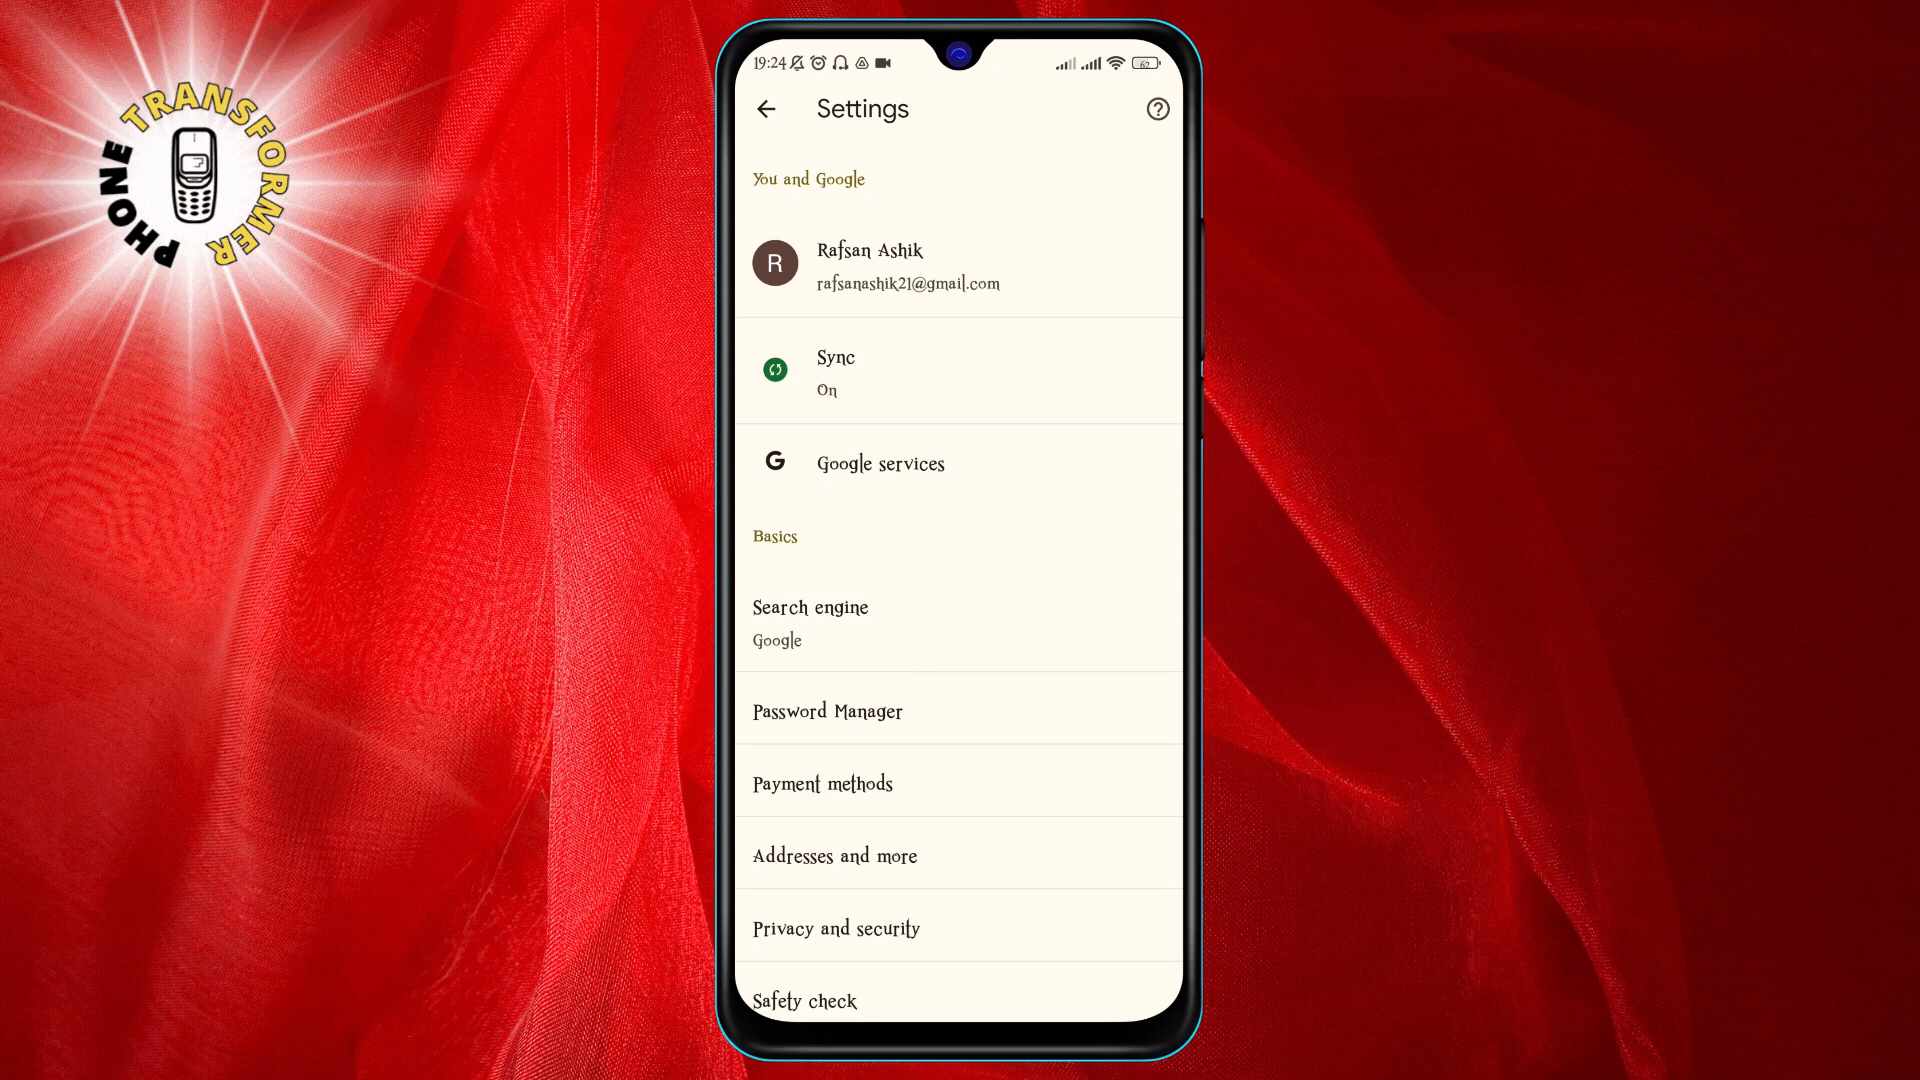 PHONE TRANSFORMER
19:24
62
Settings
You and Google
R
Rafsan Ashik
rafsanashik21@gmail.com
Sync
On
Google services
Basics
Search engine
Google
Password Manager
Payment methods
Addresses and more
Privacy and security
Safety check